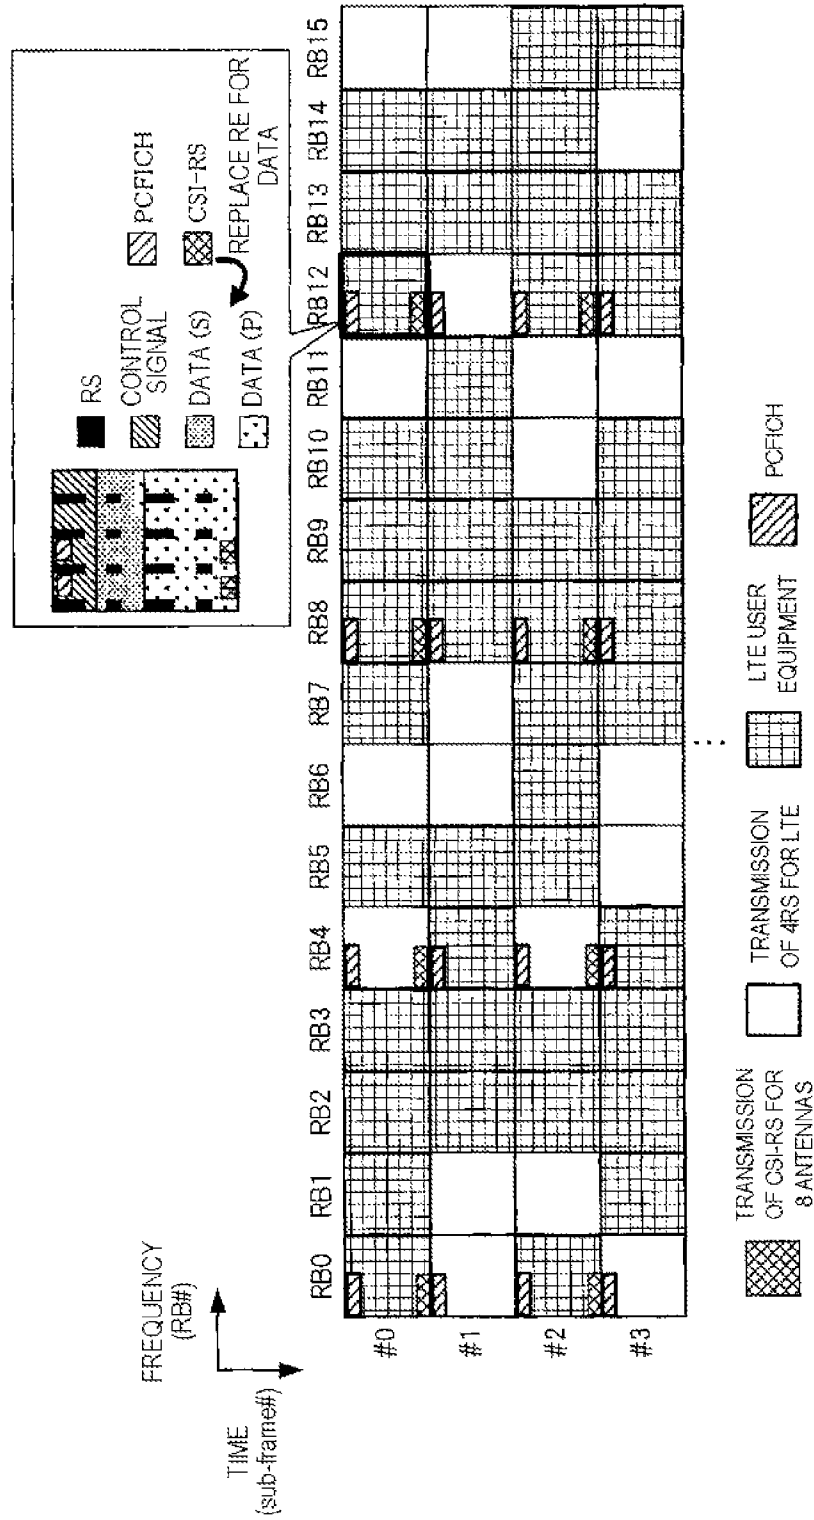 FREQUENCY
(RB#)
TIME
(sub-frame#)
RS
CONTROL
SIGNAL
DATA (S)
DATA (P)
PCFICH
CSI-RS
REPLACE RE FOR
DATA
RB0
RB1
RB2
RB3
RB4
RB5
RB6
RB7
RB8
RB9
RB10
RB11
RB12
RB13
RB14
RB15
#0
#1
#2
#3
...
TRANSMISSION
OF CSI-RS FOR
8 ANTENNAS
TRANSMISSION
OF 4RS FOR LTE
LTE USER
EQUIPMENT
PCFICH